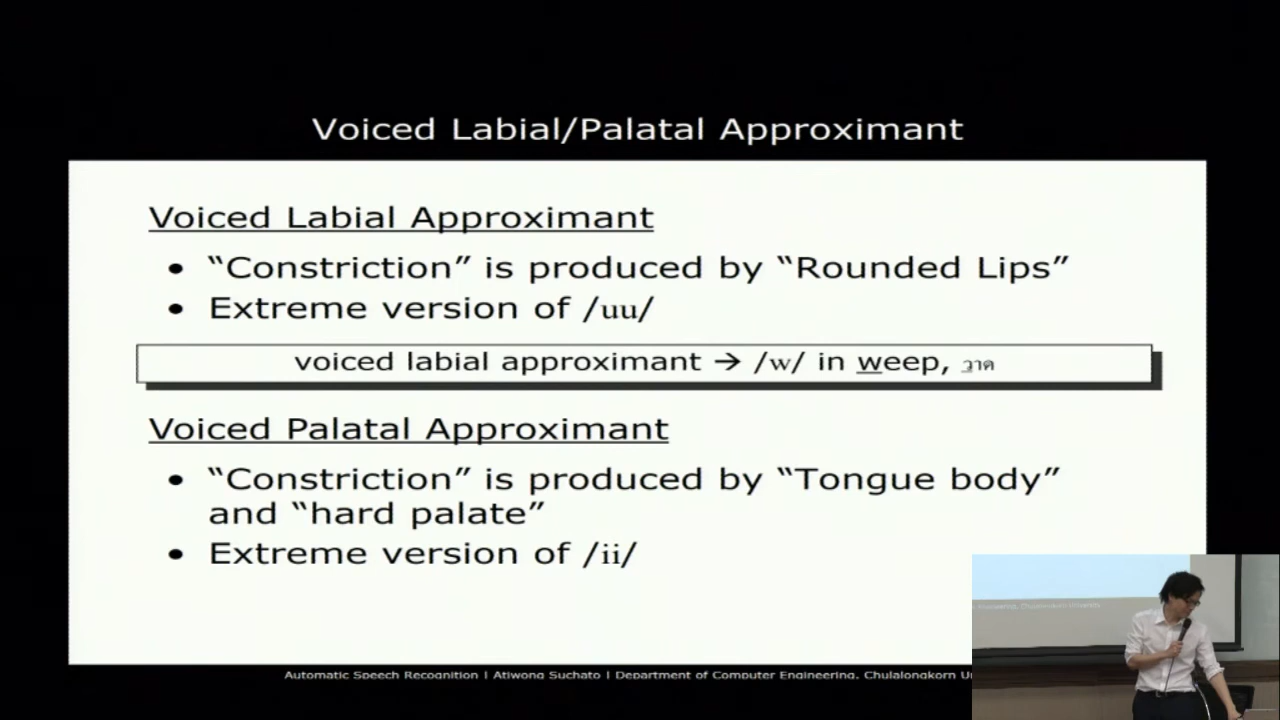 Voiced Labial/Palatal Approximant
Voiced Labial Approximant
• “Constriction” is produced by “Rounded Lips”
• Extreme version of /uu/
voiced labial approximant → /w/ in weep, วาด
Voiced Palatal Approximant
• “Constriction” is produced by “Tongue body”
and “hard palate”
• Extreme version of /ii/
Automatic Speech Recognition | Atiwong Suchato | Department of Computer Engineering, Chulalongkorn Un